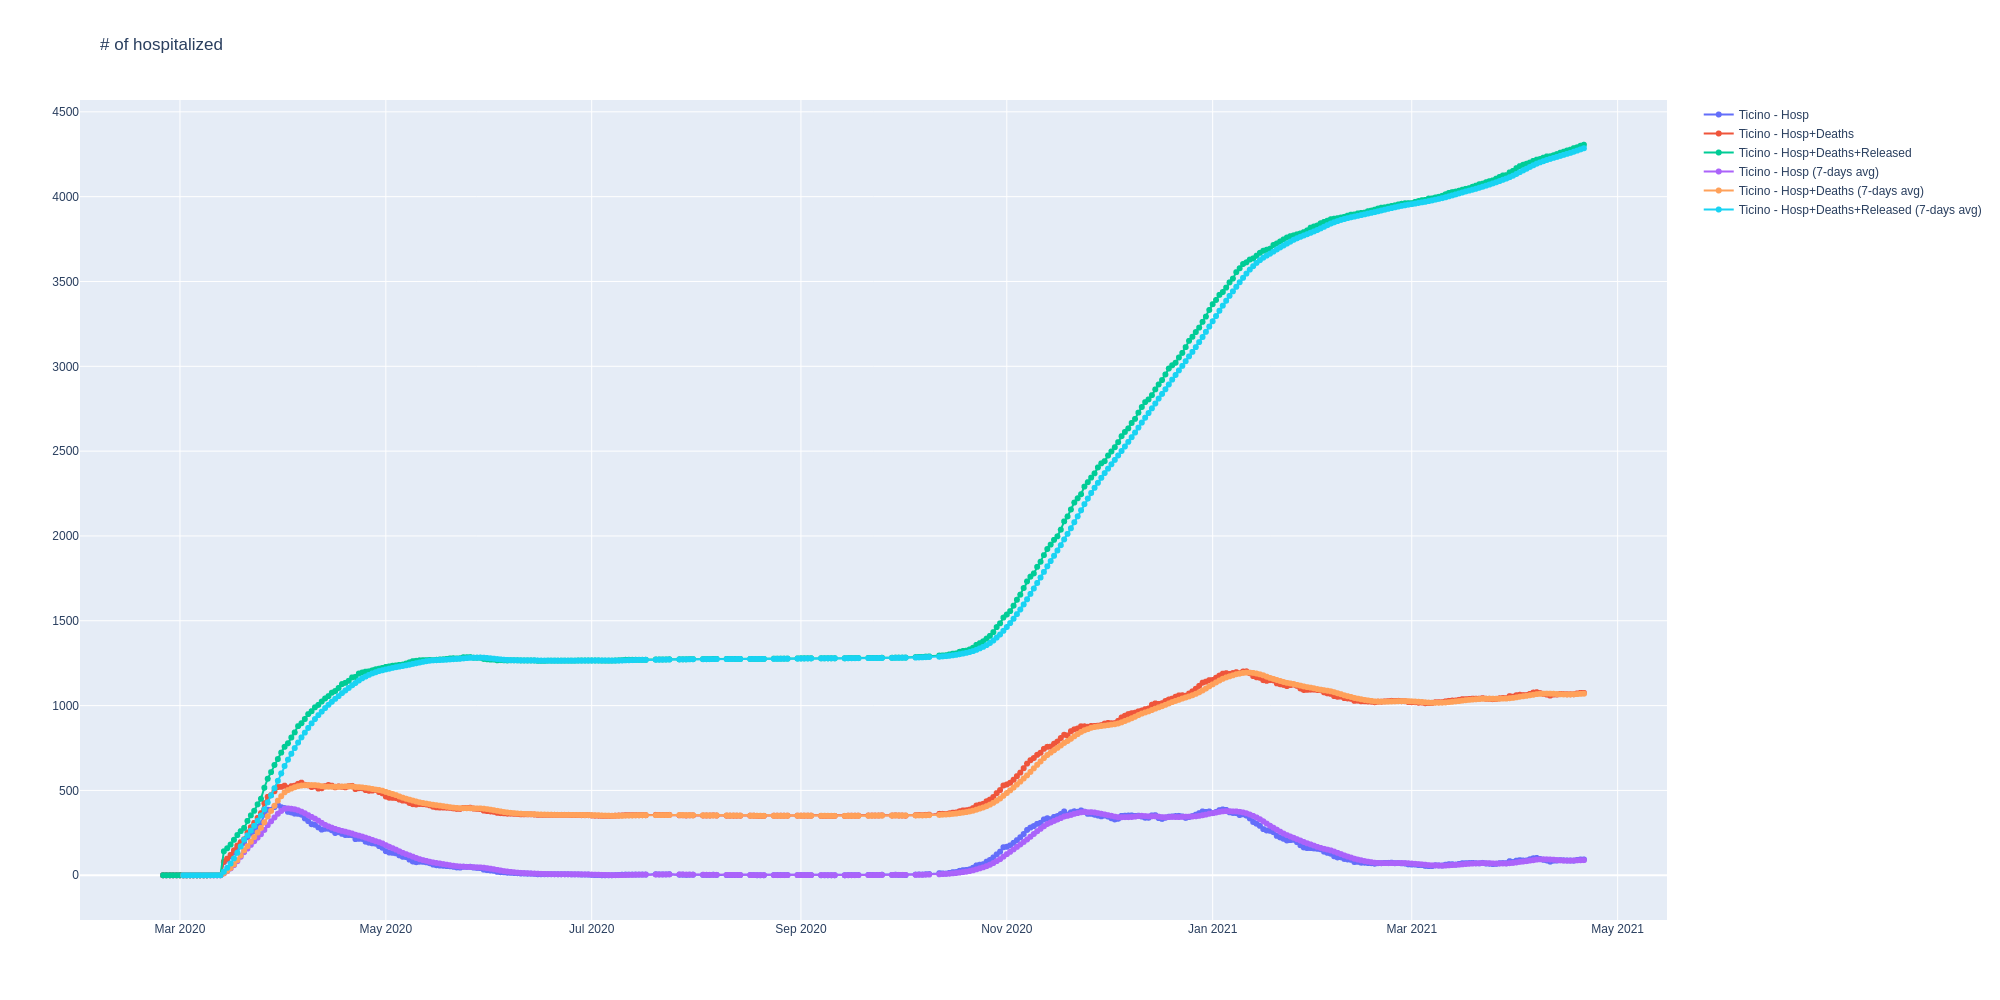 # of hospitalized
4500
4000
3500
3000
2500
2000
1500
1000
500
0
Mar 2020
May 2020
Jul 2020
Sep 2020
Nov 2020
Jan 2021
Mar 2021
May 2021
Ticino - Hosp
Ticino - Hosp+Deaths
Ticino - Hosp+Deaths+Released
Ticino - Hosp (7-days avg)
Ticino - Hosp+Deaths (7-days avg)
Ticino - Hosp+Deaths+Released (7-days avg)